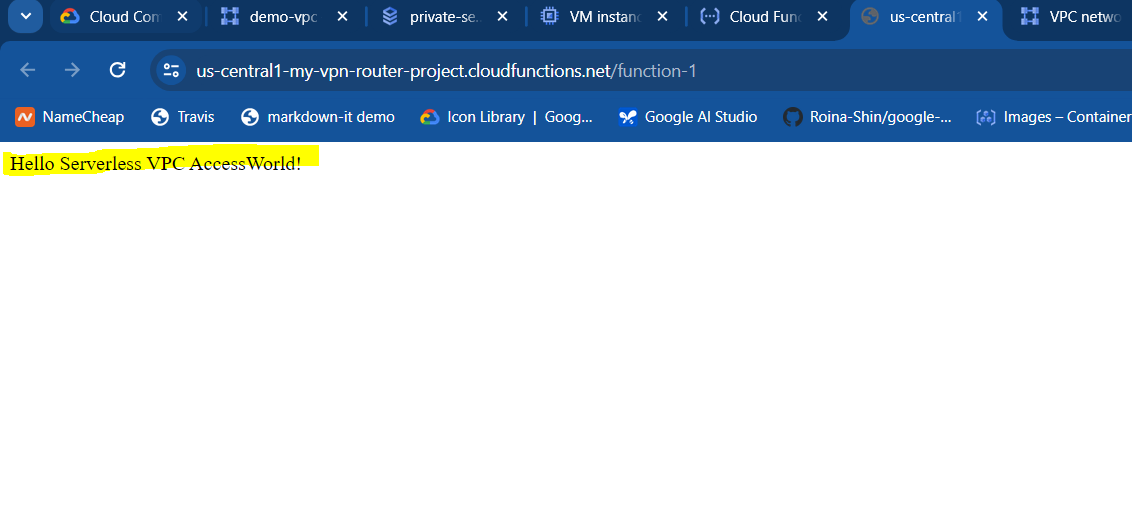 Cloud Com demo-vpc private-se.. VM instanc Cloud Func us-central1 VPC netwo
us-central1-my-vpn-router-project.cloudfunctions.net/function-1
NameCheap Travis markdown-it demo Icon Library | Goog... Google AI Studio Roina-Shin/google-... Images – Container
Hello Serverless VPC AccessWorld!